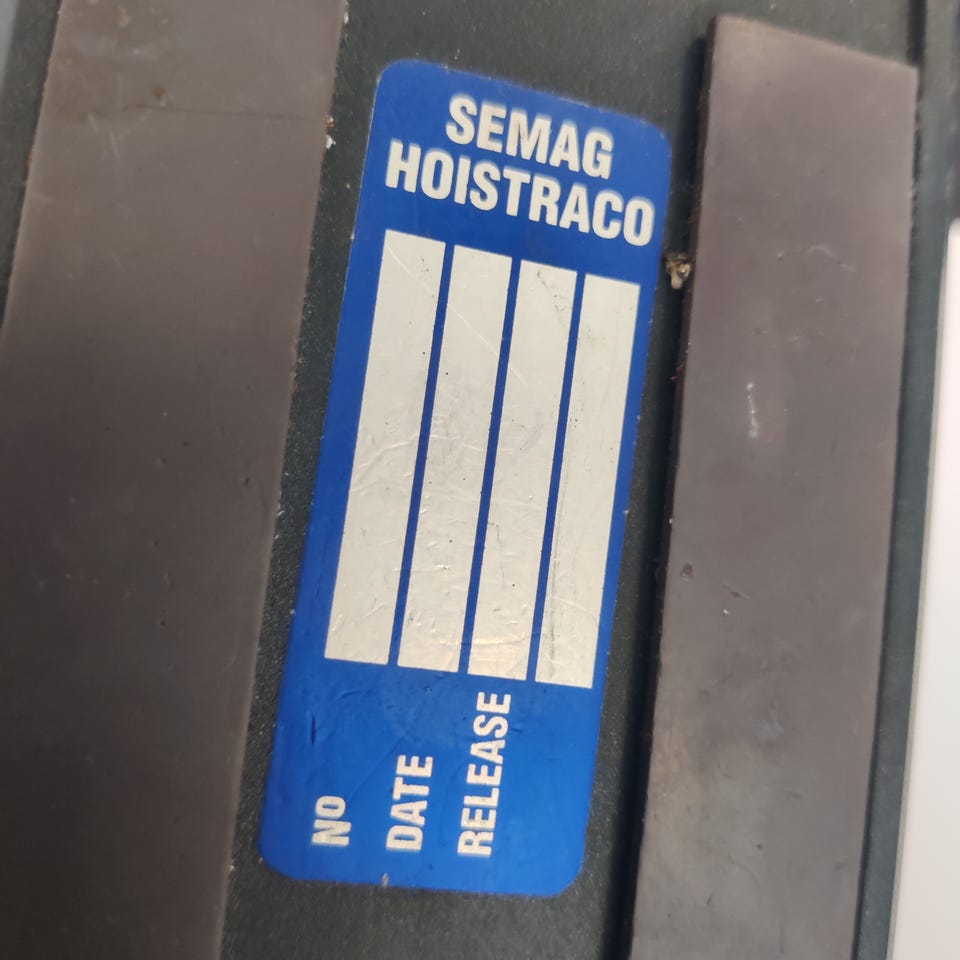 SEMAG
HOISTRACO
Nº
DATE
RELEASE